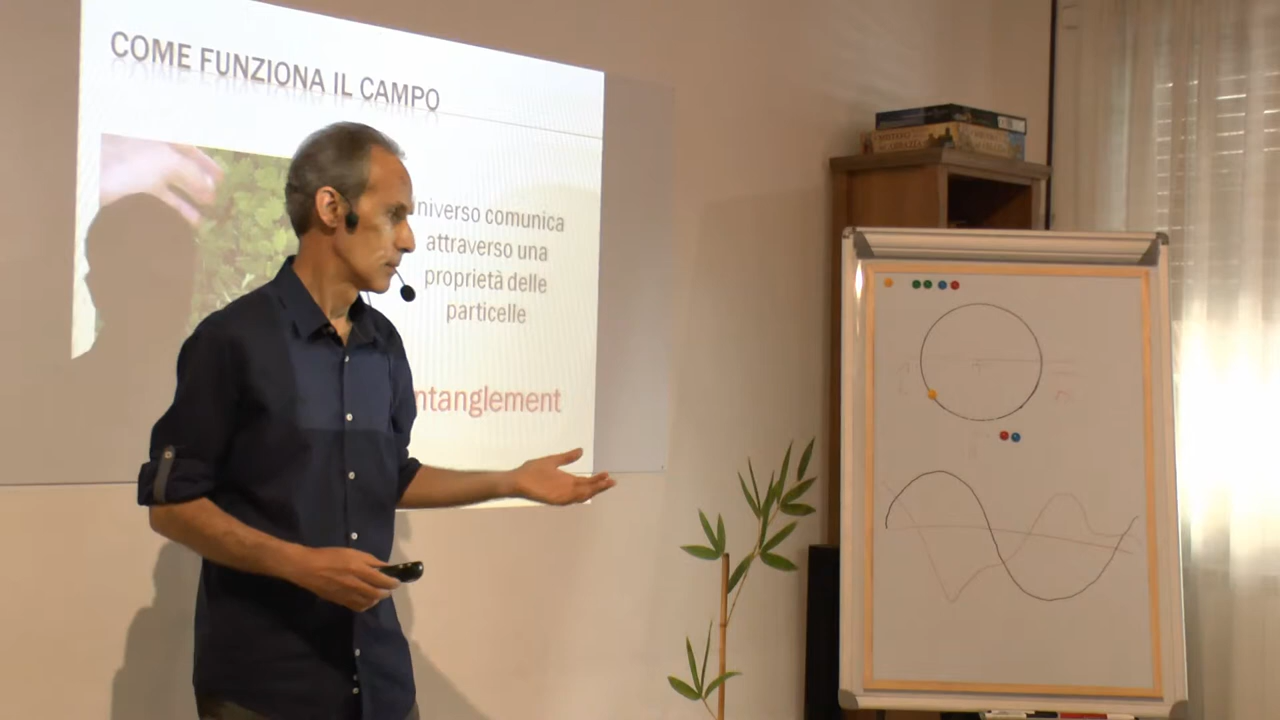 COME FUNZIONA IL CAMPO
niverso comunica
attraverso una
proprietà delle
particelle
ntanglement